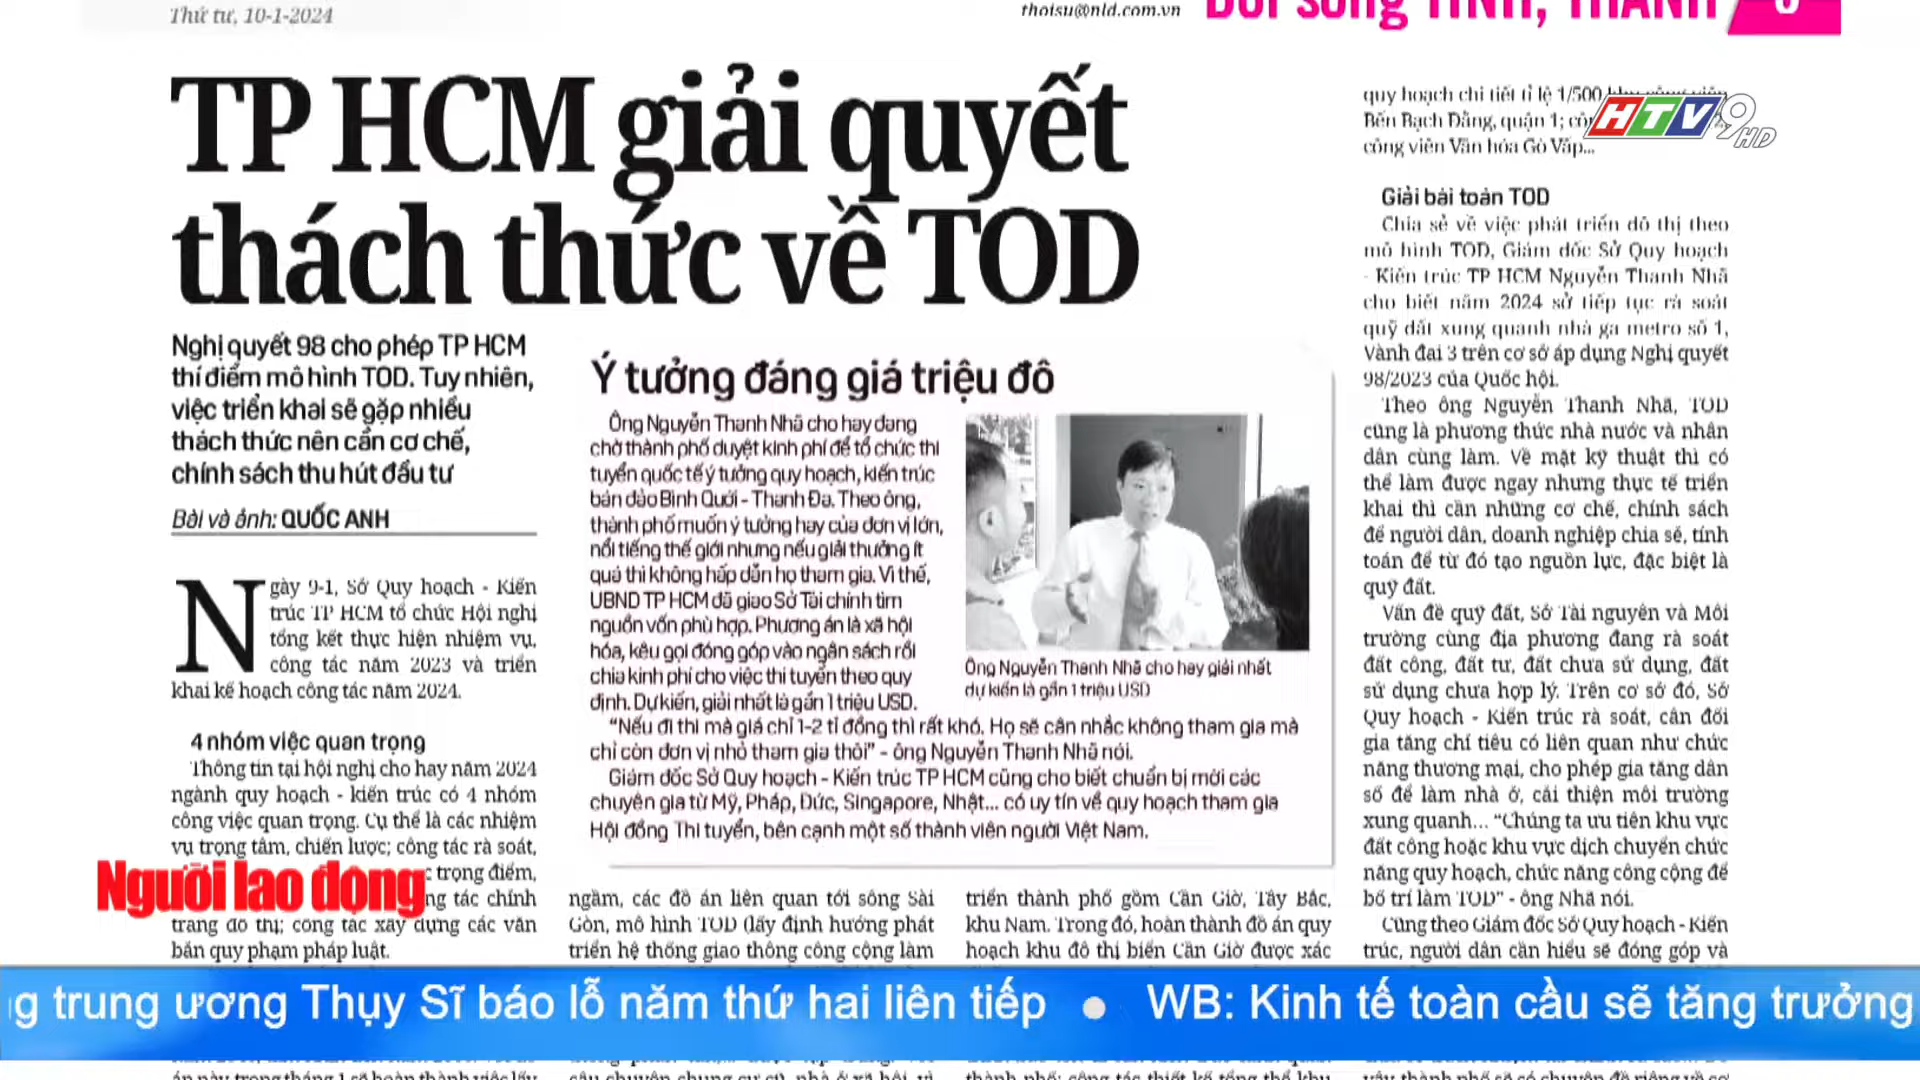 Thứ tư, 10-1-2024
thoisu@nld.com.vn
Đời sống TỈNH, THÀNH
TP HCM giải quyết
thách thức về TOD
Nghị quyết 98 cho phép TP HCM
thí điểm mô hình TOD. Tuy nhiên,
việc triển khai sẽ gặp nhiều
thách thức nên cần cơ chế,
chính sách thu hút đầu tư
Bài và ảnh: QUỐC ANH
Ngày 9-1, Sở Quy hoạch - Kiến
trúc TP HCM tổ chức Hội nghị
tổng kết thực hiện nhiệm vụ,
công tác năm 2023 và triển
khai kế hoạch công tác năm 2024.
4 nhóm việc quan trọng
Thông tin tại hội nghị cho hay năm 2024
ngành quy hoạch - kiến trúc có 4 nhóm
công việc quan trọng. Cụ thể là các nhiệm
vụ trọng tâm, chiến lược; công tác rà soát,
trọng điểm,
tác chính
trang đô thị; công tác xây dựng các văn
bản quy phạm pháp luật.
Ý tưởng đáng giá triệu đô
Ông Nguyễn Thanh Nhã cho hay đang
chờ thành phố duyệt kinh phí để tổ chức thi
tuyển quốc tế ý tưởng quy hoạch, kiến trúc
bán đảo Bình Quới - Thanh Đa. Theo ông,
thành phố muốn ý tưởng hay của đơn vị lớn,
nổi tiếng thế giới nhưng nếu giải thưởng ít
quá thì không hấp dẫn họ tham gia. Vì thế,
UBND TP HCM đã giao Sở Tài chính tìm
nguồn vốn phù hợp. Phương án là xã hội
hóa, kêu gọi đóng góp vào ngân sách rồi
chia kinh phí cho việc thi tuyển theo quy
định. Dự kiến, giải nhất là gần 1 triệu USD.
"Nếu đi thi mà giá chỉ 1-2 tỉ đồng thì rất khó. Họ sẽ cân nhắc không tham gia mà
chỉ còn đơn vị nhỏ tham gia thôi" - ông Nguyễn Thanh Nhã nói.
Giám đốc Sở Quy hoạch - Kiến trúc TP HCM cũng cho biết chuẩn bị mời các
chuyên gia từ Mỹ, Pháp, Đức, Singapore, Nhật... có uy tín về quy hoạch tham gia
Hội đồng Thi tuyển, bên cạnh một số thành viên người Việt Nam.
Ông Nguyễn Thanh Nhã cho hay giải nhất
dự kiến là gần 1 triệu USD
ngầm, các đồ án liên quan tới sông Sài
Gòn, mô hình TOD (lấy định hướng phát
triển hệ thống giao thông công cộng làm
triển thành phố gồm Cần Giờ, Tây Bắc,
khu Nam. Trong đó, hoàn thành đồ án quy
hoạch khu đô thị biển Cần Giờ được xác
quy hoạch chi tiết tỉ lệ 1/500
Bến Bạch Đằng, quận 1;
công viên Văn hóa Gò Vấp...
Giải bài toán TOD
Chia sẻ về việc phát triển đô thị theo
mô hình TOD, Giám đốc Sở Quy hoạch
- Kiến trúc TP HCM Nguyễn Thanh Nhã
cho biết năm 2024 sở tiếp tục rà soát
quỹ đất xung quanh nhà ga metro số 1,
Vành đai 3 trên cơ sở áp dụng Nghị quyết
98/2023 của Quốc hội.
Theo ông Nguyễn Thanh Nhã, TOD
cũng là phương thức nhà nước và nhân
dân cùng làm. Về mặt kỹ thuật thì có
thể làm được ngay nhưng thực tế triển
khai thì cần những cơ chế, chính sách
để người dân, doanh nghiệp chia sẻ, tính
toán để từ đó tạo nguồn lực, đặc biệt là
quỹ đất.
Vấn đề quỹ đất, Sở Tài nguyên và Môi
trường cùng địa phương đang rà soát
đất công, đất tư, đất chưa sử dụng, đất
sử dụng chưa hợp lý. Trên cơ sở đó, Sở
Quy hoạch - Kiến trúc rà soát, cân đối
gia tăng chỉ tiêu có liên quan như chức
năng thương mại, cho phép gia tăng dân
số để làm nhà ở, cải thiện môi trường
xung quanh... "Chúng ta ưu tiên khu vực
đất công hoặc khu vực dịch chuyển chức
năng quy hoạch, chức năng công cộng để
bố trí làm TOD" - ông Nhã nói.
Cũng theo Giám đốc Sở Quy hoạch - Kiến
trúc, người dân cần hiểu sẽ đóng góp và
HTV9 HD
Người lao động
trung ương Thụy Sĩ báo lỗ năm thứ hai liên tiếp • WB: Kinh tế toàn cầu sẽ tăng trưởng